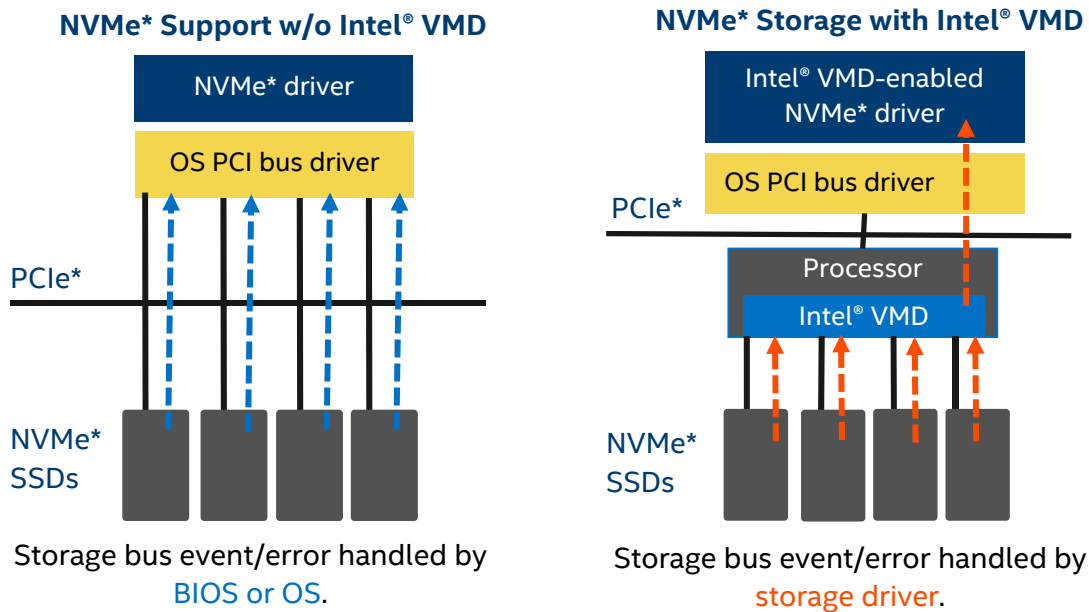 NVMe* Support w/o Intel® VMD
NVMe* driver
OS PCI bus driver
PCIe*
NVMe*
SSDs
Storage bus event/error handled by
BIOS or OS.
NVMe* Storage with Intel® VMD
Intel® VMD-enabled
NVMe* driver
OS PCI bus driver
PCIe*
Processor
Intel® VMD
NVMe*
SSDs
Storage bus event/error handled by
storage driver.